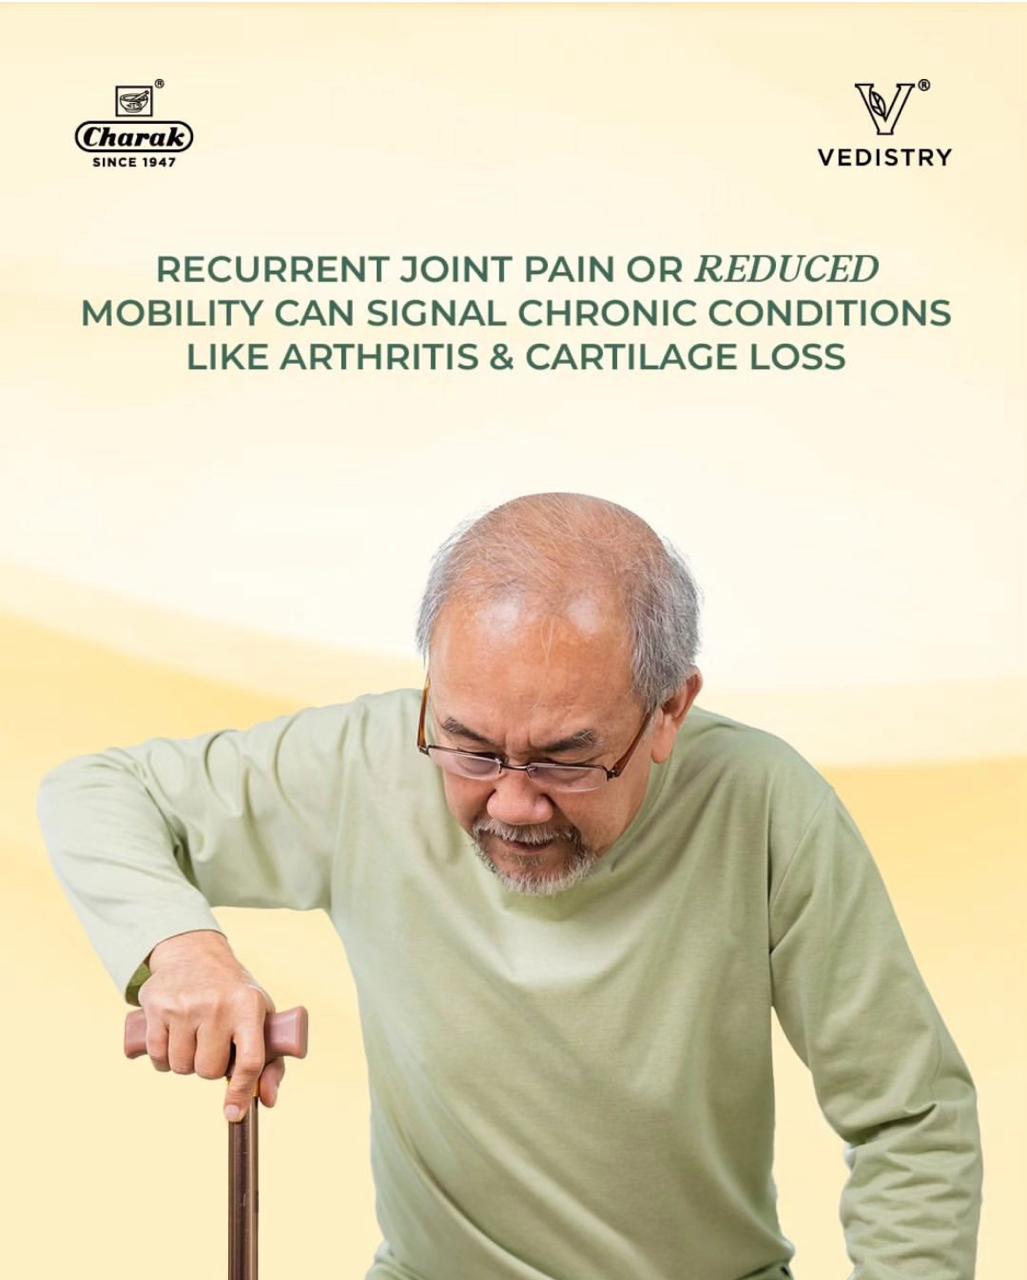 ®
Charak
SINCE 1947
V®
VEDISTRY
RECURRENT JOINT PAIN OR REDUCED
MOBILITY CAN SIGNAL CHRONIC CONDITIONS
LIKE ARTHRITIS & CARTILAGE LOSS